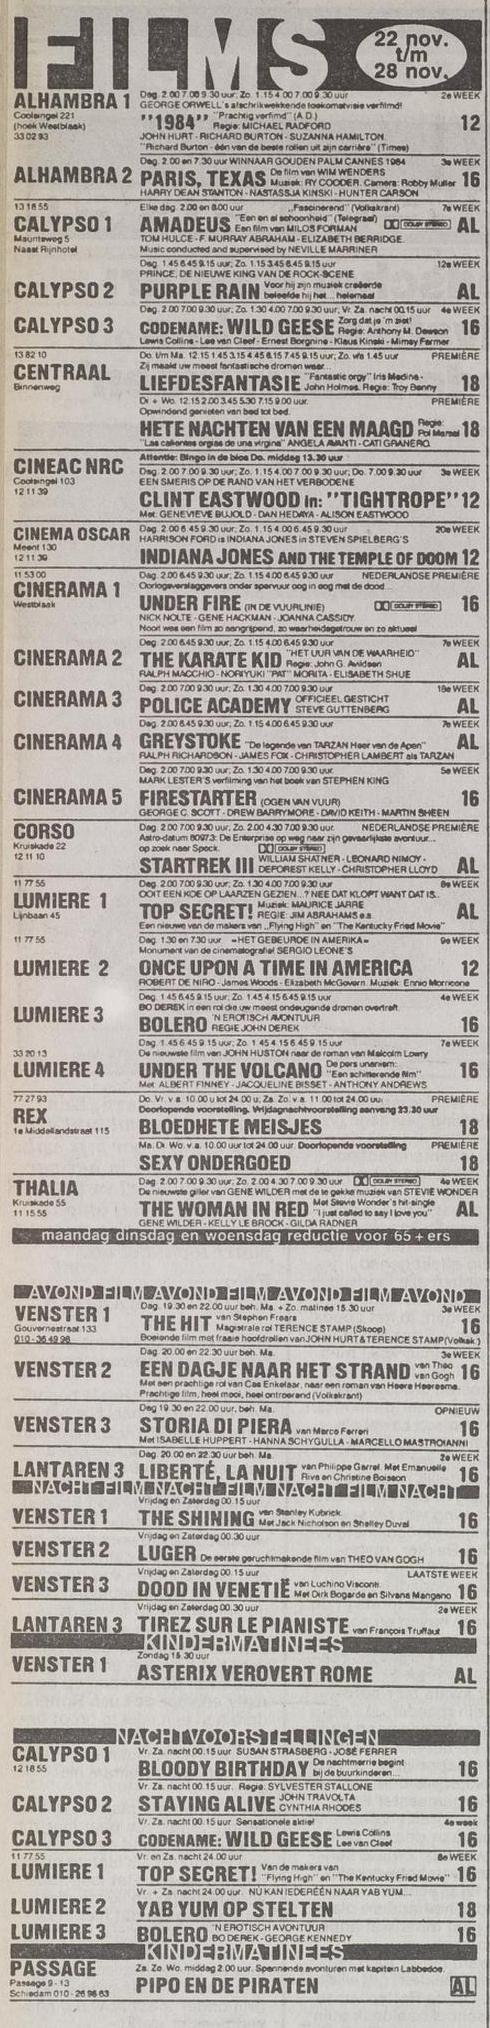 FILMS
22 nov.
t/m
28 nov.
ALHAMBRA 1
Coolsingel 221
(hoek Westblaak)
33 02 93
Dag. 2.00 7.00 9.30 uur; Zo. 1.15 4.00 7.00 9.30 uur 2e WEEK
GEORGE ORWELL's afschrikwekkende toekomstvisie verfilmd!
"1984" "Prachtig verfilmd" (A.D.) 12
Regie: MICHAEL RADFORD
JOHN HURT - RICHARD BURTON - SUZANNA HAMILTON.
"Richard Burton - één van de beste rollen uit zijn carrière" (Times)
ALHAMBRA 2
Dag. 2.00 en 7.30 uur WINNAAR GOUDEN PALM CANNES 1984 3e WEEK
PARIS, TEXAS De film van WIM WENDERS 16
Muziek: RY COODER. Camera: Robby Muller
HARRY DEAN STANTON - NASTASSJA KINSKI - HUNTER CARSON
13 18 55
CALYPSO 1
Mauritsweg 5
Naast Rijnhotel
Elke dag. 2.00 en 8.00 uur "Fascinerend" (Volkskrant) 7e WEEK
AMADEUS "Een en al schoonheid" (Telegraaf) AL
Een film van MILOS FORMAN DOLBY STEREO
TOM HULCE - F. MURRAY ABRAHAM - ELIZABETH BERRIDGE.
Music conducted and supervised by NEVILLE MARRINER
CALYPSO 2
Dag. 1.45 6.45 9.15 uur; Zo. 1.15 3.45 6.45 9.15 uur 12e WEEK
PRINCE, DE NIEUWE KING VAN DE ROCK-SCENE
PURPLE RAIN Voor hij zijn muziek creëerde AL
beleefde hij het... helemaal
CALYPSO 3
Dag. 2.00 7.00 9.30 uur; Zo. 1.30 4.00 7.00 9.30 uur, Vr. Za. nacht 00.15 uur 4e WEEK
CODENAME: WILD GEESE Zorg dat je 'm ziet! 16
Regie: Anthony M. Dawson
Lewis Collins - Lee van Cleef - Ernest Borgnine - Klaus Kinski - Mimsy Farmer
13 82 10
CENTRAAL
Binnenweg
Do. t/m Ma. 12.15 1.45 3.15 4.45 6.15 7.45 9.15 uur; Zo. v/a 1.45 uur PREMIÈRE
Zij maakt uw meest fantastische dromen waar...
LIEFDESFANTASIE "Fantastic orgy" Iris Medina - 18
John Holmes. Regie: Troy Benny
Di + Wo. 12.15 2.00 3.45 5.30 7.15 9.00 uur. PREMIÈRE
Opwindend genieten van bed tot bed.
HETE NACHTEN VAN EEN MAAGD Regie: 18
"Las calientes orgias de una virgina" ANGELA AVANTI - CATI GRANERO
CINEAC NRC
Coolsingel 103
12 11 39
Attentie: Bingo in de bios Do. middag 13.30 uur
Dag. 2.00 7.00 9.30 uur; Zo. 1.15 4.00 7.00 9.30 uur; Do. 7.00 9.30 uur 3e WEEK
EEN SMERIS OP DE RAND VAN HET VERBODENE
CLINT EASTWOOD in: "TIGHTROPE" 12
Met: GENEVIEVE BUJOLD - DAN HEDAYA - ALISON EASTWOOD
CINEMA OSCAR
Meent 130
12 11 39
Dag. 2.00 6.45 9.30 uur; Zo. 1.15 4.00 6.45 9.30 uur 20e WEEK
HARRISON FORD is INDIANA JONES in STEVEN SPIELBERG'S
INDIANA JONES AND THE TEMPLE OF DOOM 12
11 53 00
CINERAMA 1
Westblaak
Dag. 2.00 6.45 9.30 uur; Zo. 1.15 4.00 6.45 9.30 uur NEDERLANDSE PREMIÈRE
Oorlogsverslaggevers onder spervuur oog in oog met de dood...
UNDER FIRE (IN DE VUURLINIE) DOLBY STEREO 16
NICK NOLTE - GENE HACKMAN - JOANNA CASSIDY
Nooit was een film zo aangrijpend, zo waarheidsgetrouw en zo aktueel
CINERAMA 2
Dag. 2.00 6.45 9.30 uur; Zo. 1.15 4.00 6.45 9.30 uur 7e WEEK
THE KARATE KID "HET UUR VAN DE WAARHEID" AL
Regie: John G. Avildsen
RALPH MACCHIO - NORIYUKI "PAT" MORITA - ELISABETH SHUE
CINERAMA 3
Dag. 2.00 7.00 9.30 uur; Zo. 1.30 4.00 7.00 9.30 uur 18e WEEK
POLICE ACADEMY OFFICIEEL GESTICHT AL
STEVE GUTTENBERG
CINERAMA 4
Dag. 2.00 6.45 9.30 uur; Zo. 1.15 4.00 6.45 9.30 uur 7e WEEK
GREYSTOKE "De legende van TARZAN Heer van de Apen" AL
RALPH RICHARDSON - JAMES FOX - CHRISTOPHER LAMBERT als TARZAN
CINERAMA 5
Dag. 2.00 7.00 9.30 uur; Zo. 1.30 4.00 7.00 9.30 uur 5e WEEK
MARK LESTER'S verfilming van het boek van STEPHEN KING
FIRESTARTER (OGEN VAN VUUR) 16
GEORGE C. SCOTT - DREW BARRYMORE - DAVID KEITH - MARTIN SHEEN
CORSO
Kruiskade 22
12 11 10
Dag. 2.00 7.00 9.30 uur; Zo. 2.00 4.30 7.00 9.30 uur. NEDERLANDSE PREMIÈRE
Astro-datum 80973: De Enterprise op weg naar zijn gevaarlijkste avontuur...
op zoek naar Spock. DOLBY STEREO
STARTREK III WILLIAM SHATNER - LEONARD NIMOY - AL
DEFOREST KELLY - CHRISTOPHER LLOYD
11 77 55
LUMIERE 1
Lijnbaan 45
Dag. 2.00 7.00 9.30 uur; Zo. 1.30 4.00 7.00 9.30 uur 8e WEEK
OOIT EEN KOE OP LAARZEN GEZIEN...? NEE DAT KLOPT WANT DAT IS..
TOP SECRET! Muziek: MAURICE JARRE AL
REGIE: JIM ABRAHAMS e.a.
Een nieuwe van de makers van "Flying High" en "The Kentucky Fried Movie"
11 77 55
LUMIERE 2
Dag. 1.30 en 7.30 uur =HET GEBEURDE IN AMERIKA= 9e WEEK
Monument van de cinematografie! SERGIO LEONE'S
ONCE UPON A TIME IN AMERICA 12
ROBERT DE NIRO - James Woods - Elizabeth McGovern. Muziek: Ennio Morricone
LUMIERE 3
Dag. 1.45 6.45 9.15 uur; Zo. 1.45 4.15 6.45 9.15 uur 4e WEEK
BO DEREK in een rol die uw meest ondeugende dromen overtreft.
BOLERO 'N EROTISCH AVONTUUR 16
REGIE JOHN DEREK
33 20 13
LUMIERE 4
Dag. 1.45 6.45 9.15 uur; Zo. 1.45 4.15 6.45 9.15 uur 7e WEEK
De nieuwste film van JOHN HUSTON naar de roman van Malcolm Lowry
UNDER THE VOLCANO De pers unaniem: 16
"Een schitterende film"
Met: ALBERT FINNEY - JACQUELINE BISSET - ANTHONY ANDREWS
77 27 93
REX
1e Middellandstraat 115
Do. Vr. v.a. 10.00 u tot 24.00 u; Za. Zo. v.a. 11.00 tot 24.00 uur PREMIÈRE
Doorlopende voorstelling. Vrijdagnachtvoorstelling aanvang 23.30 uur
BLOEDHETE MEISJES 18
Ma. Di. Wo. v.a. 10.00 uur tot 24.00 uur. Doorlopende voorstelling PREMIÈRE
SEXY ONDERGOED 18
THALIA
Kruiskade 55
11 15 55
Dag. 2.00 7.00 9.30 uur; Zo. 2.00 4.30 7.00 9.30 uur DOLBY STEREO 4e WEEK
De nieuwste giller van GENE WILDER met de te gekke muziek van STEVIE WONDER
THE WOMAN IN RED Met Stevie Wonder's hit-single AL
"I just called to say I love you"
GENE WILDER - KELLY LE BROCK - GILDA RADNER
maandag dinsdag en woensdag reductie voor 65+ers
AVOND FILM AVOND FILM AVOND FILM AVOND FILM AVOND
VENSTER 1
Gouvernestraat 133
010-36 49 98
Dag. 19.30 en 22.00 uur beh. Ma. + Zo. matinee 15.30 uur 3e WEEK
THE HIT van Stephen Frears 16
Magistrale rol TERENCE STAMP (Skoop)
Boeiende film met fraaie hoofdrollen van JOHN HURT & TERENCE STAMP (Volksk.)
VENSTER 2
Dag. 20.00 en 22.30 uur beh. Ma. 3e WEEK
EEN DAGJE NAAR HET STRAND van Theo 16
van Gogh
Met een prachtige rol van Cas Enkelaar, naar een roman van Heere Heeresma.
Prachtige film, heel mooi, heel ontroerend (Volkskrant)
VENSTER 3
Dag 19.30 en 22.00 uur, beh. Ma. OPNIEUW
STORIA DI PIERA van Marco Ferreri 16
Met ISABELLE HUPPERT - HANNA SCHYGULLA - MARCELLO MASTROIANNI
LANTAREN 3
Dag. 20.00 en 22.30 uur beh. Ma. 2e WEEK
LIBERTÉ, LA NUIT van Philippe Garrel. Met Emanuelle 16
Riva en Christine Boisson
NACHT FILM NACHT FILM NACHT FILM NACHT FILM NACHT
VENSTER 1
Vrijdag en Zaterdag 00.15 uur
THE SHINING van Stanley Kubrick. 16
Met Jack Nicholson en Shelley Duval
VENSTER 2
Vrijdag en Zaterdag 00.30 uur
LUGER De eerste geruchtmakende film van THEO VAN GOGH 16
VENSTER 3
Vrijdag en Zaterdag 00.15 uur LAATSTE WEEK
DOOD IN VENETIË van Luchino Visconti. 16
Met Dirk Bogarde en Silvana Mangano
LANTAREN 3
Vrijdag en Zaterdag 00.30 uur 2e WEEK
TIREZ SUR LE PIANISTE van François Truffaut 16
KINDERMATINEES
VENSTER 1
Zondag 15.30 uur
ASTERIX VEROVERT ROME AL
NACHTVOORSTELLINGEN
CALYPSO 1
12 18 55
Vr. Za. nacht 00.15 uur SUSAN STRASBERG - JOSÉ FERRER
BLOODY BIRTHDAY De nachtmerrie begint 16
bij de buurkinderen...
CALYPSO 2
Vr. Za. nacht 00.15 uur. Regie: SYLVESTER STALLONE
STAYING ALIVE JOHN TRAVOLTA 16
CYNTHIA RHODES
CALYPSO 3
Vr. Za. nacht 00.15 uur Sensationele aktie! 4e week
CODENAME: WILD GEESE Lewis Collins 16
Lee van Cleef
11 77 55
LUMIERE 1
Vr. en Za. nacht 24.00 uur. 8e WEEK
TOP SECRET! Van de makers van 16
"Flying High" en "The Kentucky Fried Movie"
LUMIERE 2
Vr. + Za. nacht 24.00 uur. NU KAN IEDEREEN NAAR YAB YUM...
YAB YUM OP STELTEN 18
LUMIERE 3
BOLERO 'N EROTISCH AVONTUUR 16
BO DEREK - GEORGE KENNEDY
KINDERMATINEES
PASSAGE
Passage 9 - 13
Schiedam 010 - 26 98 63
Za. Zo. Wo. middag 2.00 uur. Spannende avonturen met kapitein Labbedoe.
PIPO EN DE PIRATEN AL